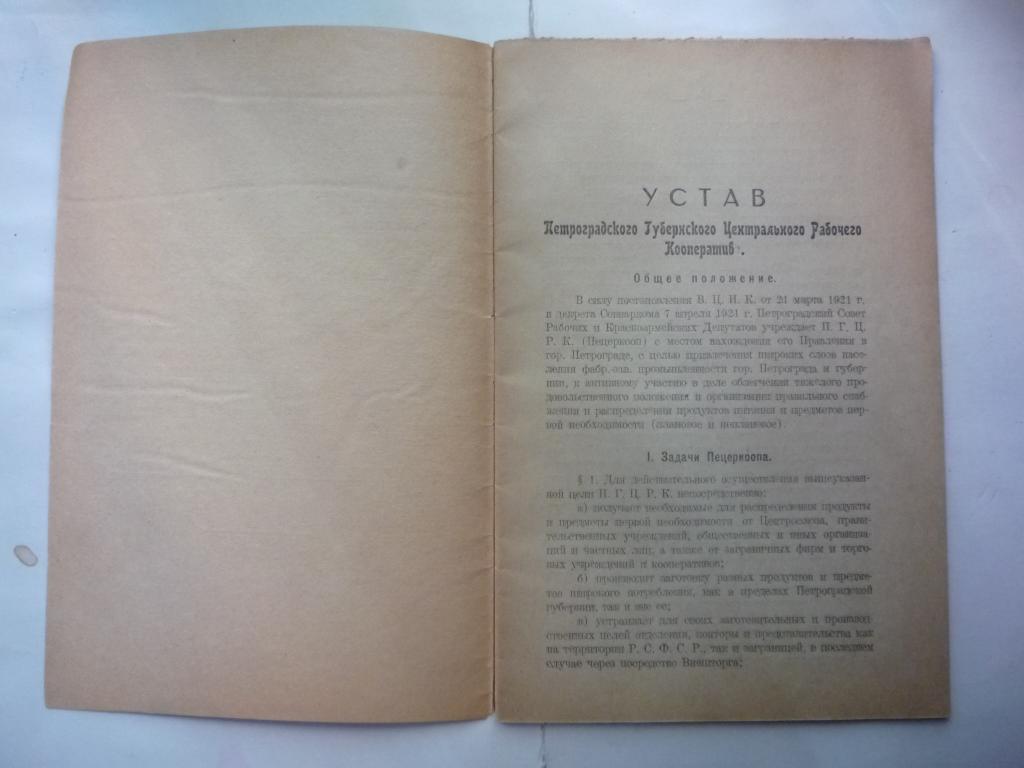 УСТАВ
Петроградского Губернского Центрального Рабочего
Кооператив .
Общее положение.
В силу постановления В. Ц. И. К. от 21 марта 1921 г.
и декрета Совнаркома 7 апреля 1921 г. Петроградский Совет
Рабочих и Красноармейских Депутатов учреждает П. Г. Ц.
Р. К. (Пецеркооп) с местом нахождения его Правления в
гор. Петрограде, с целью привлечения широких слоев насе-
ления фабр.-зав. промышленности гор. Петрограда и губер-
нии, к активному участию в деле облегчения тяжелого про-
довольственного положения и организации правильного снаб-
жения и распределения продуктов питания и предметов пер-
вой необходимости (плановое и неплановое).
I. Задачи Пецеркоопа.
§ 1. Для действительного осуществления вышеуказан-
ной цели П. Г. Ц. Р. К. непосредственно:
а) получает необходимые для распределения продукты
и предметы первой необходимости от Центросоюза, прави-
тельственных учреждений, общественных и иных организа-
ций и частных лиц, а также от заграничных фирм и торго-
вых учреждений и кооперативов;
б) производит заготовку разных продуктов и предме-
тов широкого потребления, как в пределах Петроградской
губернии, так и вне ее;
в) устраивает для своих заготовительных и производ-
ственных целей отделения, конторы и представительства как
на территории Р. С. Ф. С. Р., так и заграницей, в последнем
случае через посредство Внешторга;